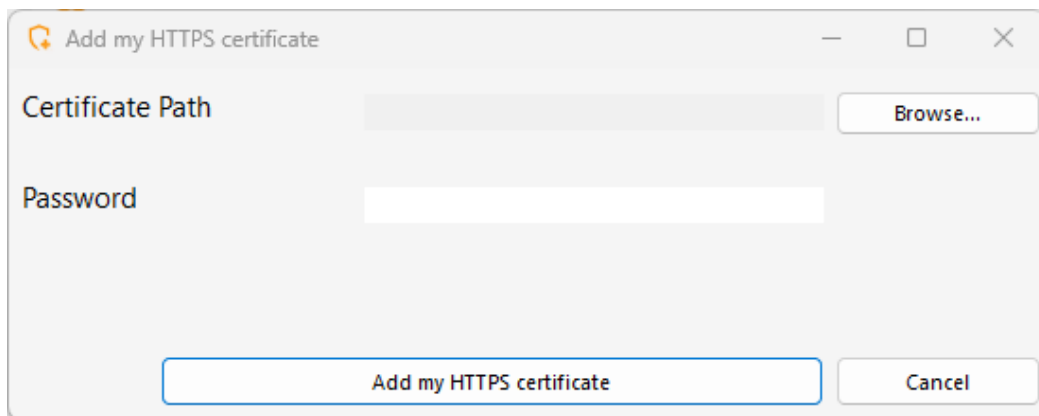 Add my HTTPS certificate
Certificate Path
Browse...
Password
Add my HTTPS certificate
Cancel